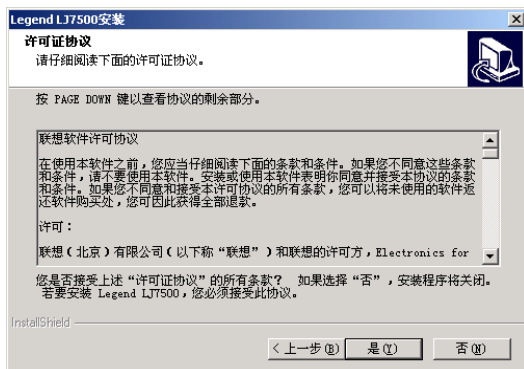 Legend LJ7500安装
许可证协议
请仔细阅读下面的许可证协议。
按 PAGE DOWN 键以查看协议的剩余部分。
联想软件许可协议
在使用本软件之前，您应当仔细阅读下面的条款和条件。如果您不同意这些条款
和条件，请不要使用本软件。安装或使用本软件表明你同意并接受本协议的条款
和条件。如果您不同意和接受本许可协议的所有条款，您可以将未使用的软件返
还软件购买处，您可因此获得全部退款。
许可：
联想（北京）有限公司（以下称“联想”）和联想的许可方，Electronics for
您是否接受上述“许可证协议”的所有条款？ 如果选择“否”，安装程序将关闭。
若要安装 Legend LJ7500，您必须接受此协议。
InstallShield
< 上一步(B) 是(Y) 否(N)